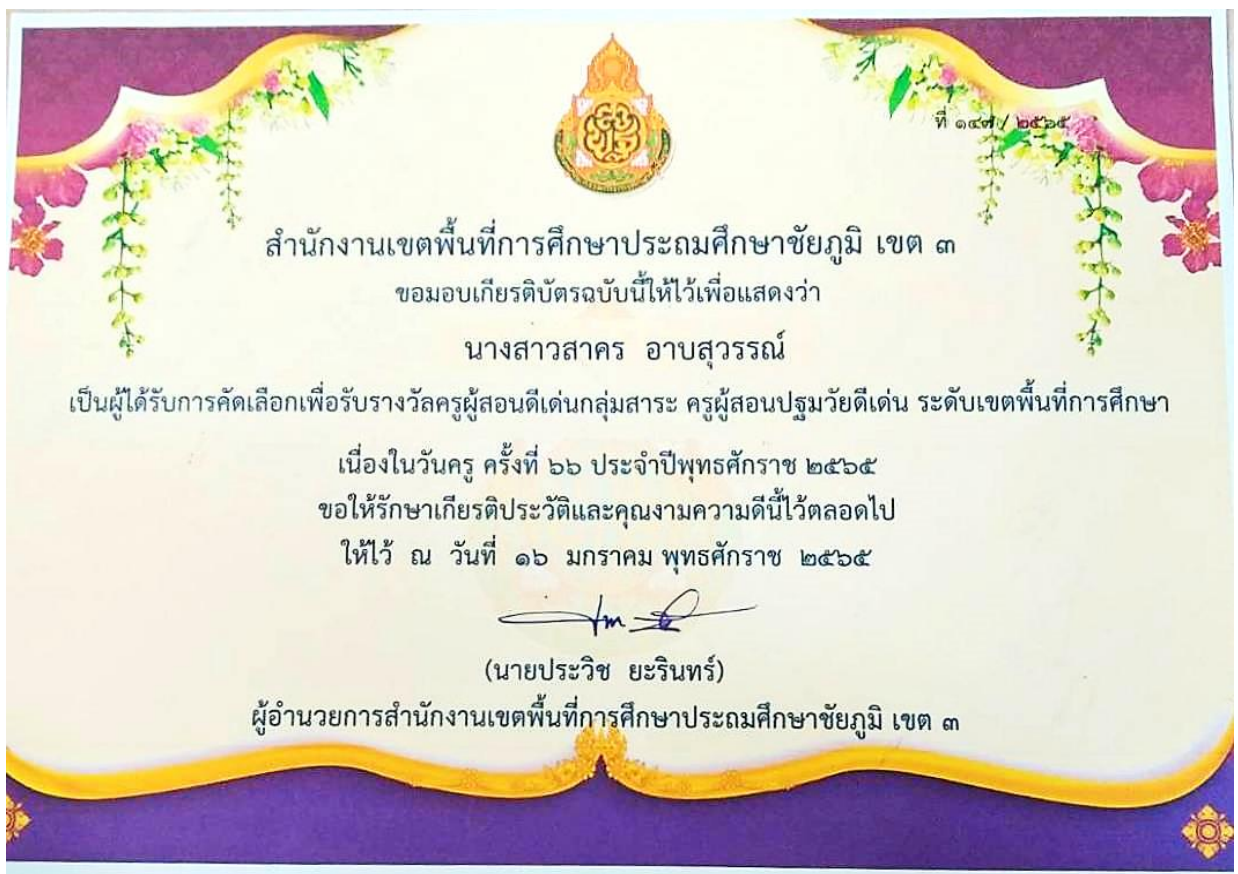 ที่ ๑๔๗/ ๒๕๖๕
สำนักงานเขตพื้นที่การศึกษาประถมศึกษาชัยภูมิ เขต ๓
ขอมอบเกียรติบัตรฉบับนี้ให้ไว้เพื่อแสดงว่า
นางสาวสาคร อาบสุวรรณ์
เป็นผู้ได้รับการคัดเลือกเพื่อรับรางวัลครูผู้สอนดีเด่นกลุ่มสาระ ครูผู้สอนปฐมวัยดีเด่น ระดับเขตพื้นที่การศึกษา
เนื่องในวันครู ครั้งที่ ๖๖ ประจำปีพุทธศักราช ๒๕๖๕
ขอให้รักษาเกียรติประวัติและคุณงามความดีนี้ไว้ตลอดไป
ให้ไว้ ณ วันที่ ๑๖ มกราคม พุทธศักราช ๒๕๖๕
(นายประวิช ยะรินทร์)
ผู้อำนวยการสำนักงานเขตพื้นที่การศึกษาประถมศึกษาชัยภูมิ เขต ๓